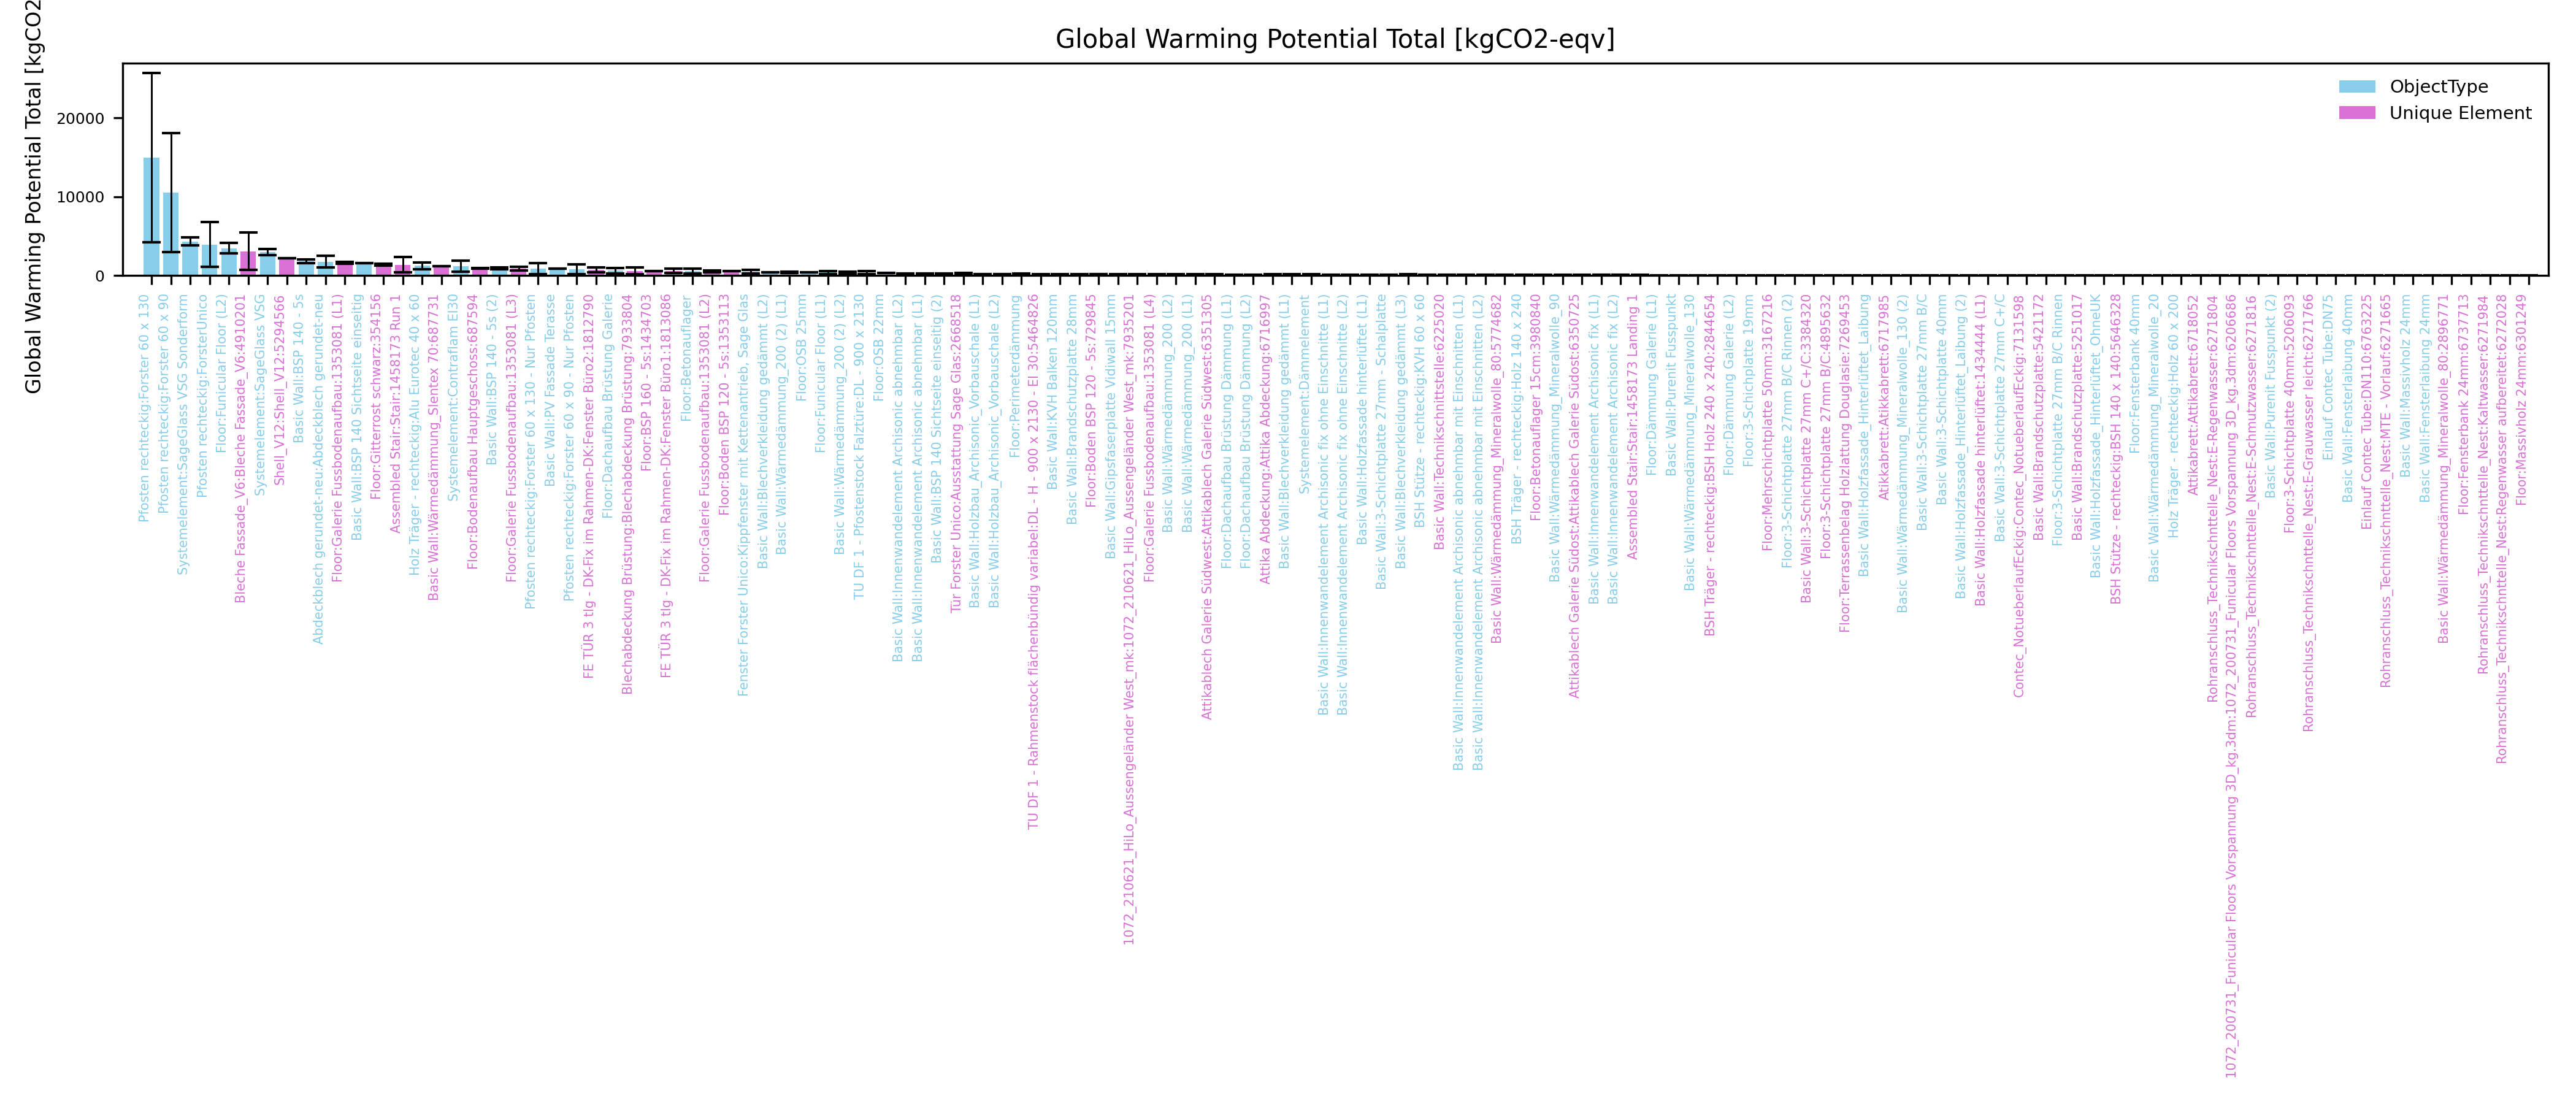 Global Warming Potential Total [kgCO2-eqv]
Global Warming Potential Total [kgCO2
20000
10000
0
ObjectType
Unique Element
Pfosten rechteckig:Forster 60 x 130
Pfosten rechteckig:Forster 60 x 90
Systemelement:SageGlass VSG Sonderform
Pfosten rechteckig:ForsterUnico
Floor:Funicular Floor (L2)
Bleche Fassade_V6:Bleche Fassade_V6:4910201
Systemelement:SageGlass VSG
Shell_V12:Shell_V12:5294566
Basic Wall:BSP 140 - 5s
Abdeckblech gerundet-neu:Abdeckblech gerundet-neu
Floor:Galerie Fussbodenaufbau:1353081 (L1)
Basic Wall:BSP 140 Sichtseite einseitig
Floor:Gitterrost schwarz:354156
Assembled Stair:Stair:1458173 Run 1
Holz Träger - rechteckig:Alu Eurotec 40 x 60
Basic Wall:Wärmedämmung_Slentex 70:687731
Systemelement:Contraflam EI30
Floor:Bodenaufbau Hauptgeschoss:687594
Basic Wall:BSP 140 - 5s (2)
Floor:Galerie Fussbodenaufbau:1353081 (L3)
Pfosten rechteckig:Forster 60 x 130 - Nur Pfosten
Basic Wall:PV Fassade Terasse
Pfosten rechteckig:Forster 60 x 90 - Nur Pfosten
FE TÜR 3 tlg - DK-Fix im Rahmen-DK:Fenster Büro2:1812790
Floor:Dachaufbau Brüstung Galerie
Blechabdeckung Brüstung:Blechabdeckung Brüstung:7933804
Floor:BSP 160 - 5s:1434703
FE TÜR 3 tlg - DK-Fix im Rahmen-DK:Fenster Büro1:1813086
Floor:Betonauflager
Floor:Galerie Fussbodenaufbau:1353081 (L2)
Floor:Boden BSP 120 - 5s:1353113
Fenster Forster Unico:Kippfenster mit Kettenantrieb, Sage Glas
Basic Wall:Blechverkleidung gedämmt (L2)
Basic Wall:Wärmedämmung_200 (2) (L1)
Floor:OSB 25mm
Floor:Funicular Floor (L1)
Basic Wall:Wärmedämmung_200 (2) (L2)
TU DF 1 - Pfostenstock Falztüre:DL - 900 x 2130
Floor:OSB 22mm
Basic Wall:Innenwandelement Archisonic abnehmbar (L2)
Basic Wall:Innenwandelement Archisonic abnehmbar (L1)
Basic Wall:BSP 140 Sichtseite einseitig (2)
Tür Forster Unico:Ausstattung Sage Glas:2668518
Basic Wall:Holzbau_Archisonic_Vorbauschale (L1)
Basic Wall:Holzbau_Archisonic_Vorbauschale (L2)
Floor:Perimeterdämmung
TU DF 1 - Rahmenstock flächenbündig variabel:DL - H - 900 x 2130 - EI 30:5464826
Basic Wall:KVH Balken 120mm
Basic Wall:Brandschutzplatte 28mm
Floor:Boden BSP 120 - 5s:729845
Basic Wall:Gipsfaserplatte Vidiwall 15mm
1072_210621_HiLo_Aussengeländer West_mk:1072_210621_HiLo_Aussengeländer West_mk:7935201
Floor:Galerie Fussbodenaufbau:1353081 (L4)
Basic Wall:Wärmedämmung_200 (L2)
Basic Wall:Wärmedämmung_200 (L1)
Attikablech Galerie Südwest:Attikablech Galerie Südwest:6351305
Floor:Dachaufbau Brüstung Dämmung (L1)
Floor:Dachaufbau Brüstung Dämmung (L2)
Attika Abdeckung:Attika Abdeckung:6716997
Basic Wall:Blechverkleidung gedämmt (L1)
Systemelement:Dämmelement
Basic Wall:Innenwandelement Archisonic fix ohne Einschnitte (L1)
Basic Wall:Innenwandelement Archisonic fix ohne Einschnitte (L2)
Basic Wall:Holzfassade hinterlüftet (L1)
Basic Wall:3-Schichtplatte 27mm - Schalplatte
Basic Wall:Blechverkleidung gedämmt (L3)
BSH Stütze - rechteckig:KVH 60 x 60
Basic Wall:Technikschnittstelle:6225020
Basic Wall:Innenwandelement Archisonic abnehmbar mit Einschnitten (L1)
Basic Wall:Innenwandelement Archisonic abnehmbar mit Einschnitten (L2)
Basic Wall:Wärmedämmung_Mineralwolle_80:5774682
BSH Träger - rechteckig:Holz 140 x 240
Floor:Betonauflager 15cm:3980840
Basic Wall:Wärmedämmung_Mineralwolle_90
Attikablech Galerie Südost:Attikablech Galerie Südost:6350725
Basic Wall:Innenwandelement Archisonic fix (L1)
Basic Wall:Innenwandelement Archisonic fix (L2)
Assembled Stair:Stair:1458173 Landing 1
Floor:Dämmung Galerie (L1)
Basic Wall:Purenit Fusspunkt
Basic Wall:Wärmedämmung_Mineralwolle_130
BSH Träger - rechteckig:BSH Holz 240 x 240:2844654
Floor:Dämmung Galerie (L2)
Floor:3-Schichplatte 19mm
Floor:Mehrschichtplatte 50mm:3167216
Floor:3-Schichtplatte 27mm B/C Rinnen (2)
Basic Wall:3-Schichtplatte 27mm C+/C:3384320
Floor:3-Schichtplatte 27mm B/C:4895632
Floor:Terrassenbelag Holzlattung Douglasie:7269453
Basic Wall:Holzfassade_Hinterlüftet_Laibung
Atikkabrett:Atikkabrett:6717985
Basic Wall:Wärmedämmung_Mineralwolle_130 (2)
Basic Wall:3-Schichtplatte 27mm B/C
Basic Wall:3-Schichtplatte 40mm
Basic Wall:Holzfassade_Hinterlüftet_Laibung (2)
Basic Wall:Holzfassade hinterlüftet:1434444 (L1)
Basic Wall:3-Schichtplatte 27mm C+/C
Contec_NotueberlaufEckig:Contec_NotueberlaufEckig:7131598
Basic Wall:Brandschutzplatte:5421172
Floor:3-Schichtplatte 27mm B/C Rinnen
Basic Wall:Brandschutzplatte:5251017
Basic Wall:Holzfassade_Hinterlüftet_OhneUK
BSH Stütze - rechteckig:BSH 140 x 140:5646328
Floor:Fensterbank 40mm
Basic Wall:Wärmedämmung_Mineralwolle_20
Holz Träger - rechteckig:Holz 60 x 200
Attikabrett:Attikabrett:6718052
Rohranschluss_Technikschnttelle_Nest:E-Regenwasser:6271804
1072_200731_Funicular Floors Vorspannung 3D_kg.3dm:1072_200731_Funicular Floors Vorspannung 3D_kg.3dm:6206686
Rohranschluss_Technikschnttelle_Nest:E-Schmutzwasser:6271816
Basic Wall:Purenit Fusspunkt (2)
Floor:3-Schichtplatte 40mm:5206093
Rohranschluss_Technikschnttelle_Nest:E-Grauwasser leicht:6271766
Einlauf Contec Tube:DN75
Basic Wall:Fensterlaibung 40mm
Einlauf Contec Tube:DN110:6763225
Rohranschluss_Technikschnttelle_Nest:MTE - Vorlauf:6271665
Basic Wall:Massivholz 24mm
Basic Wall:Fensterlaibung 24mm
Basic Wall:Wärmedämmung_Mineralwolle_80:2896771
Floor:Fensterbank 24mm:6737713
Rohranschluss_Technikschnttelle_Nest:Kaltwasser:6271984
Rohranschluss_Technikschnttelle_Nest:Regenwasser aufbereitet:6272028
Floor:Massivholz 24mm:6301249